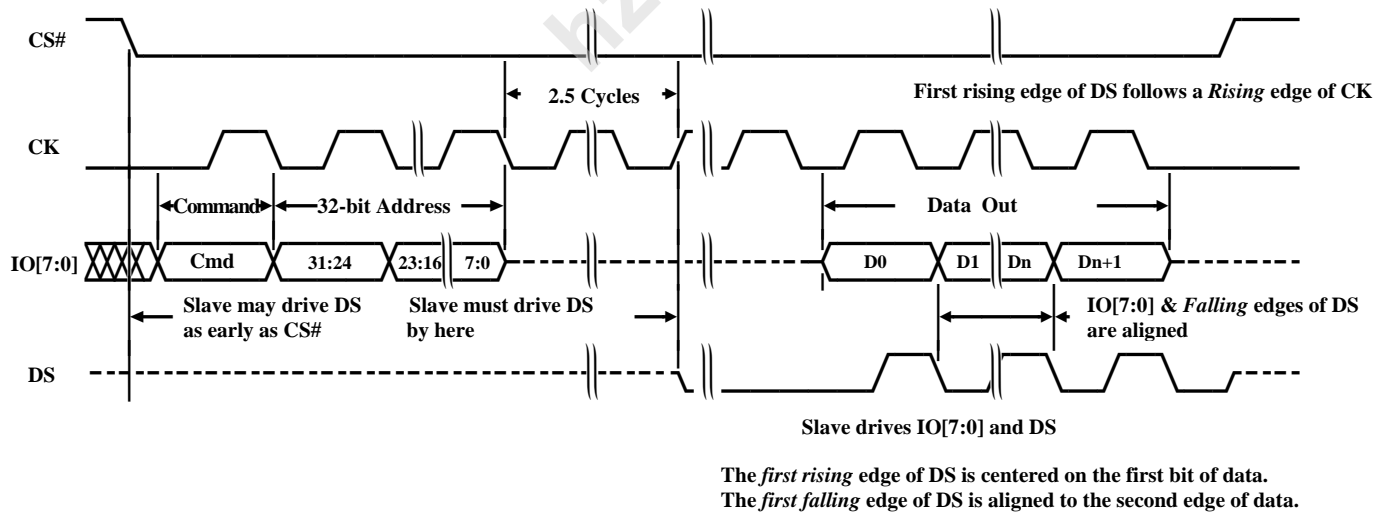 hz
CS#
2.5 Cycles
First rising edge of DS follows a Rising edge of CK
CK
Command
32-bit Address
Data Out
IO[7:0]
Cmd
31:24
23:16
7:0
D0
D1
Dn
Dn+1
Slave may drive DS
as early as CS#
Slave must drive DS
by here
IO[7:0] & Falling edges of DS
are aligned
DS
Slave drives IO[7:0] and DS
The first rising edge of DS is centered on the first bit of data.
The first falling edge of DS is aligned to the second edge of data.